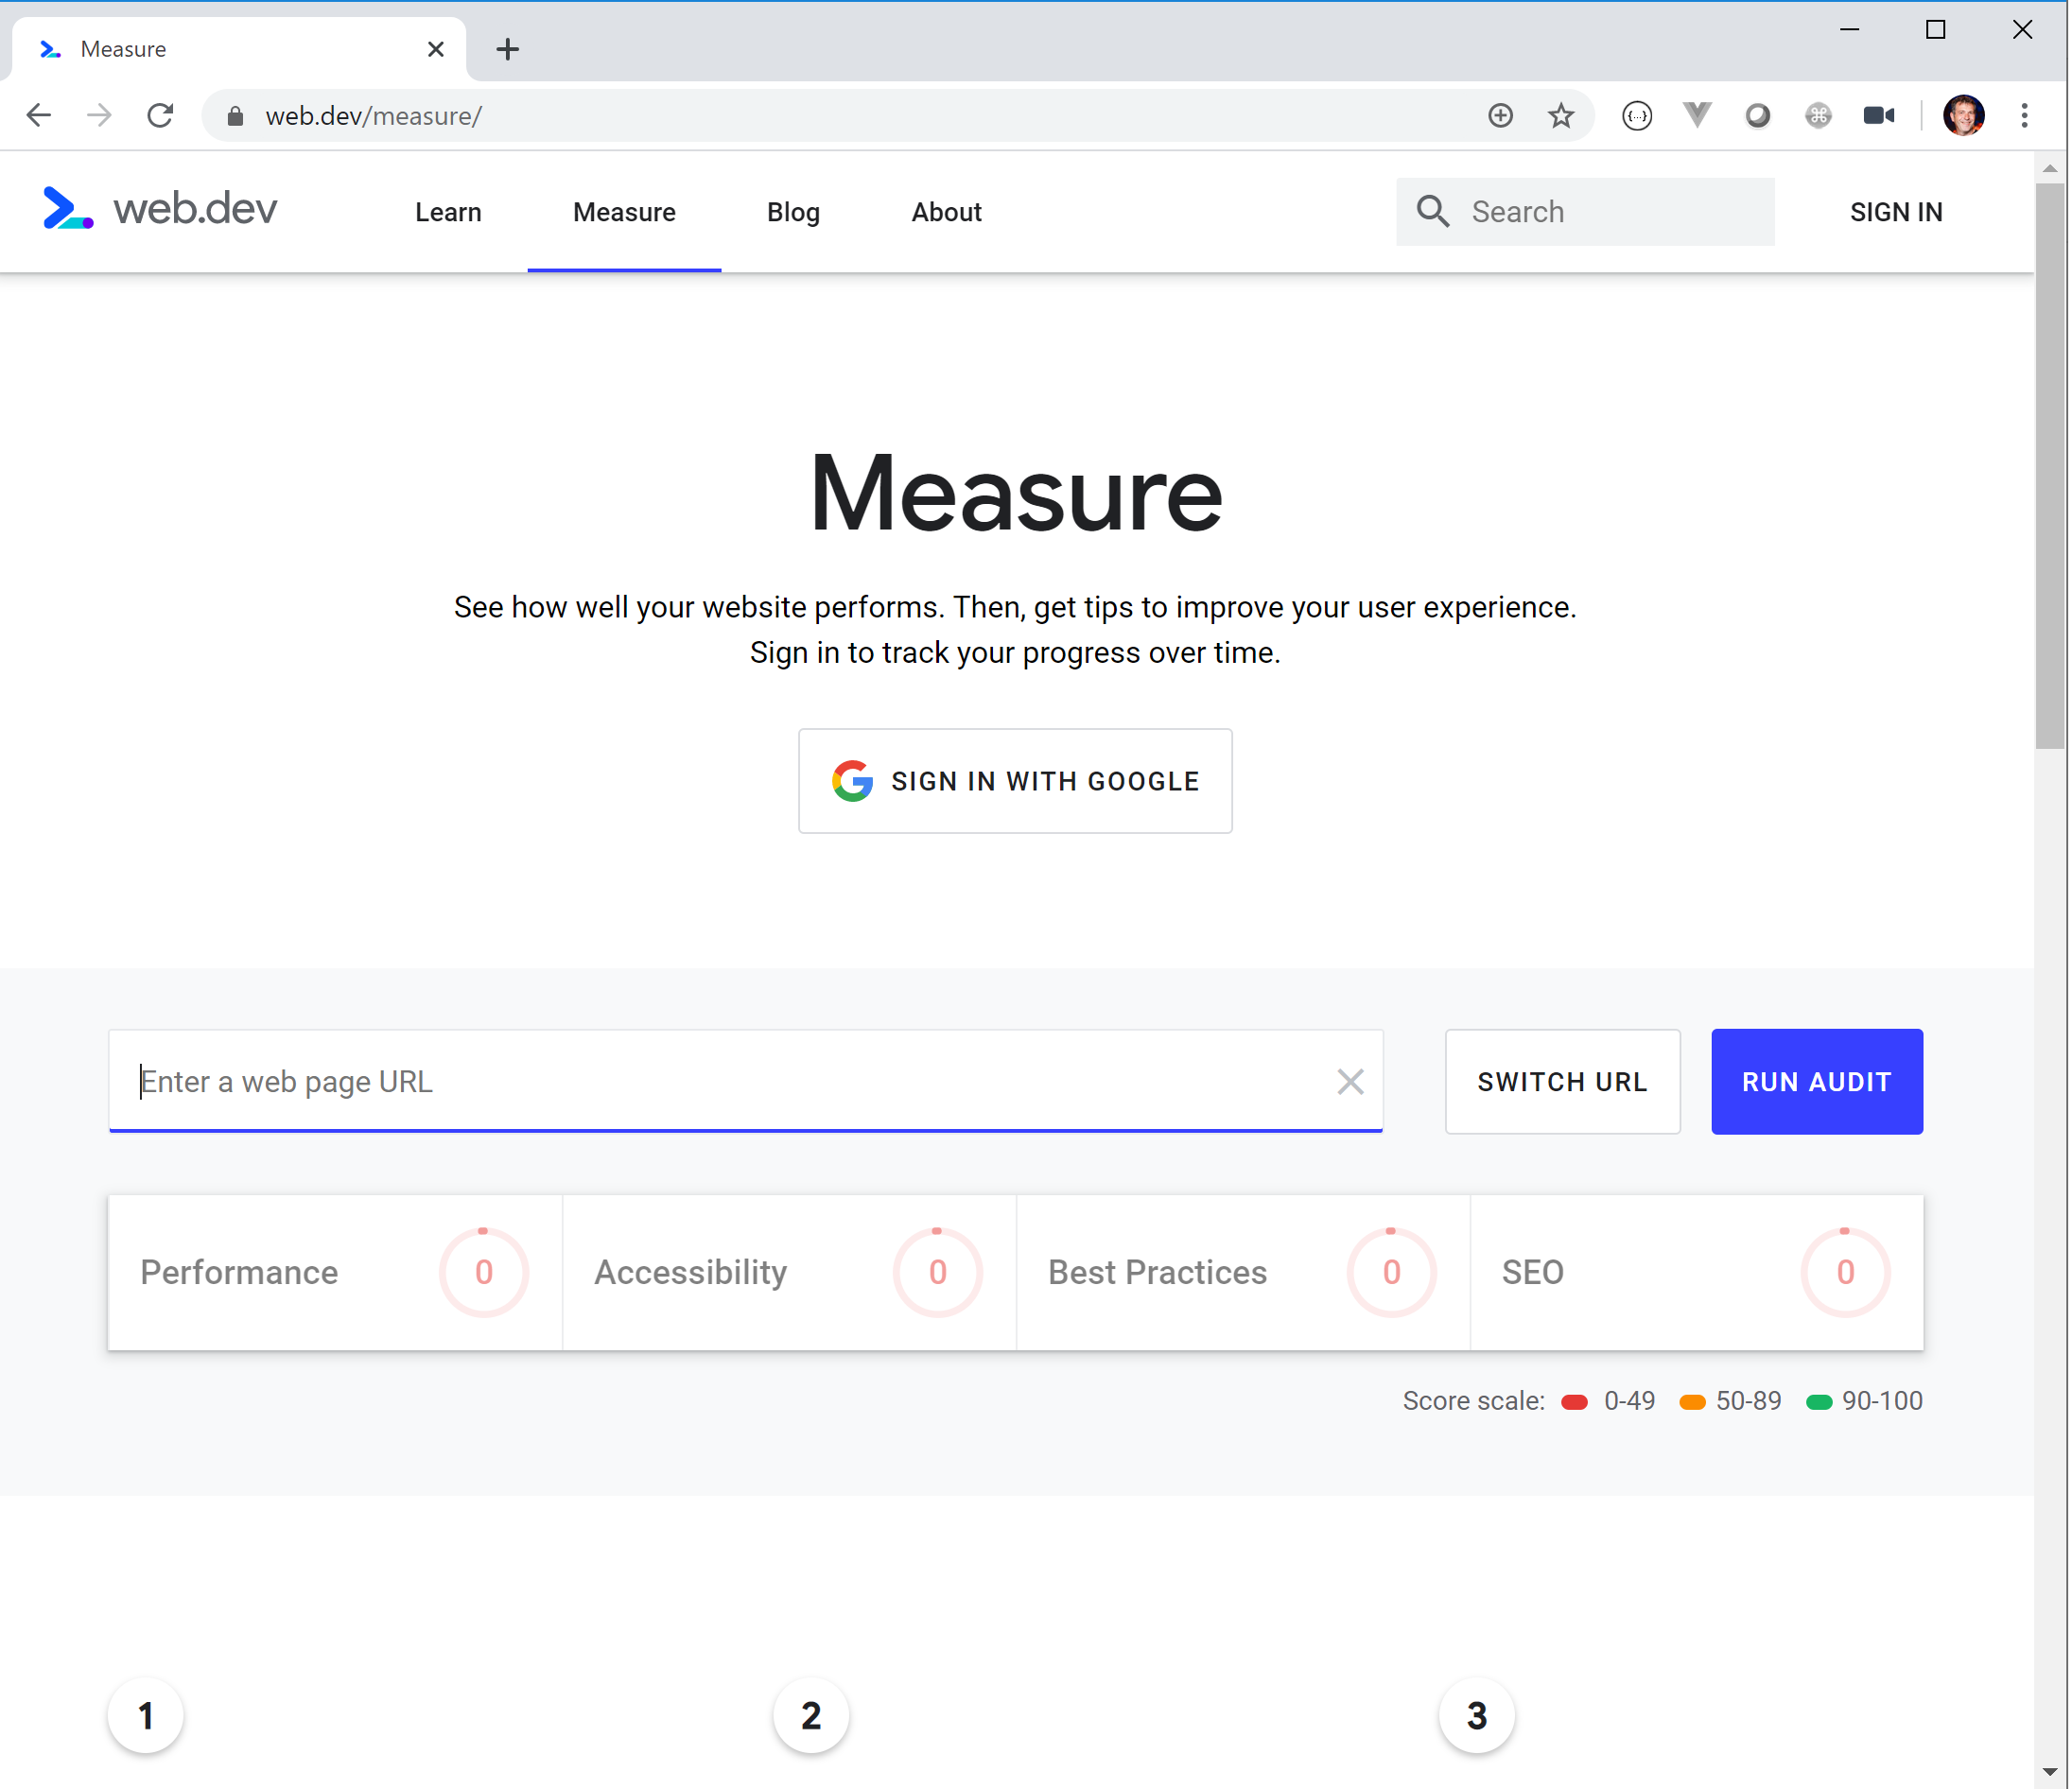 Measure
web.dev/measure/
web.dev
Learn
Measure
Blog
About
Search
SIGN IN
Measure
See how well your website performs. Then, get tips to improve your user experience.
Sign in to track your progress over time.
SIGN IN WITH GOOGLE
Enter a web page URL
SWITCH URL
RUN AUDIT
Performance
0
Accessibility
0
Best Practices
0
SEO
0
Score scale: 0-49 50-89 90-100
1
2
3